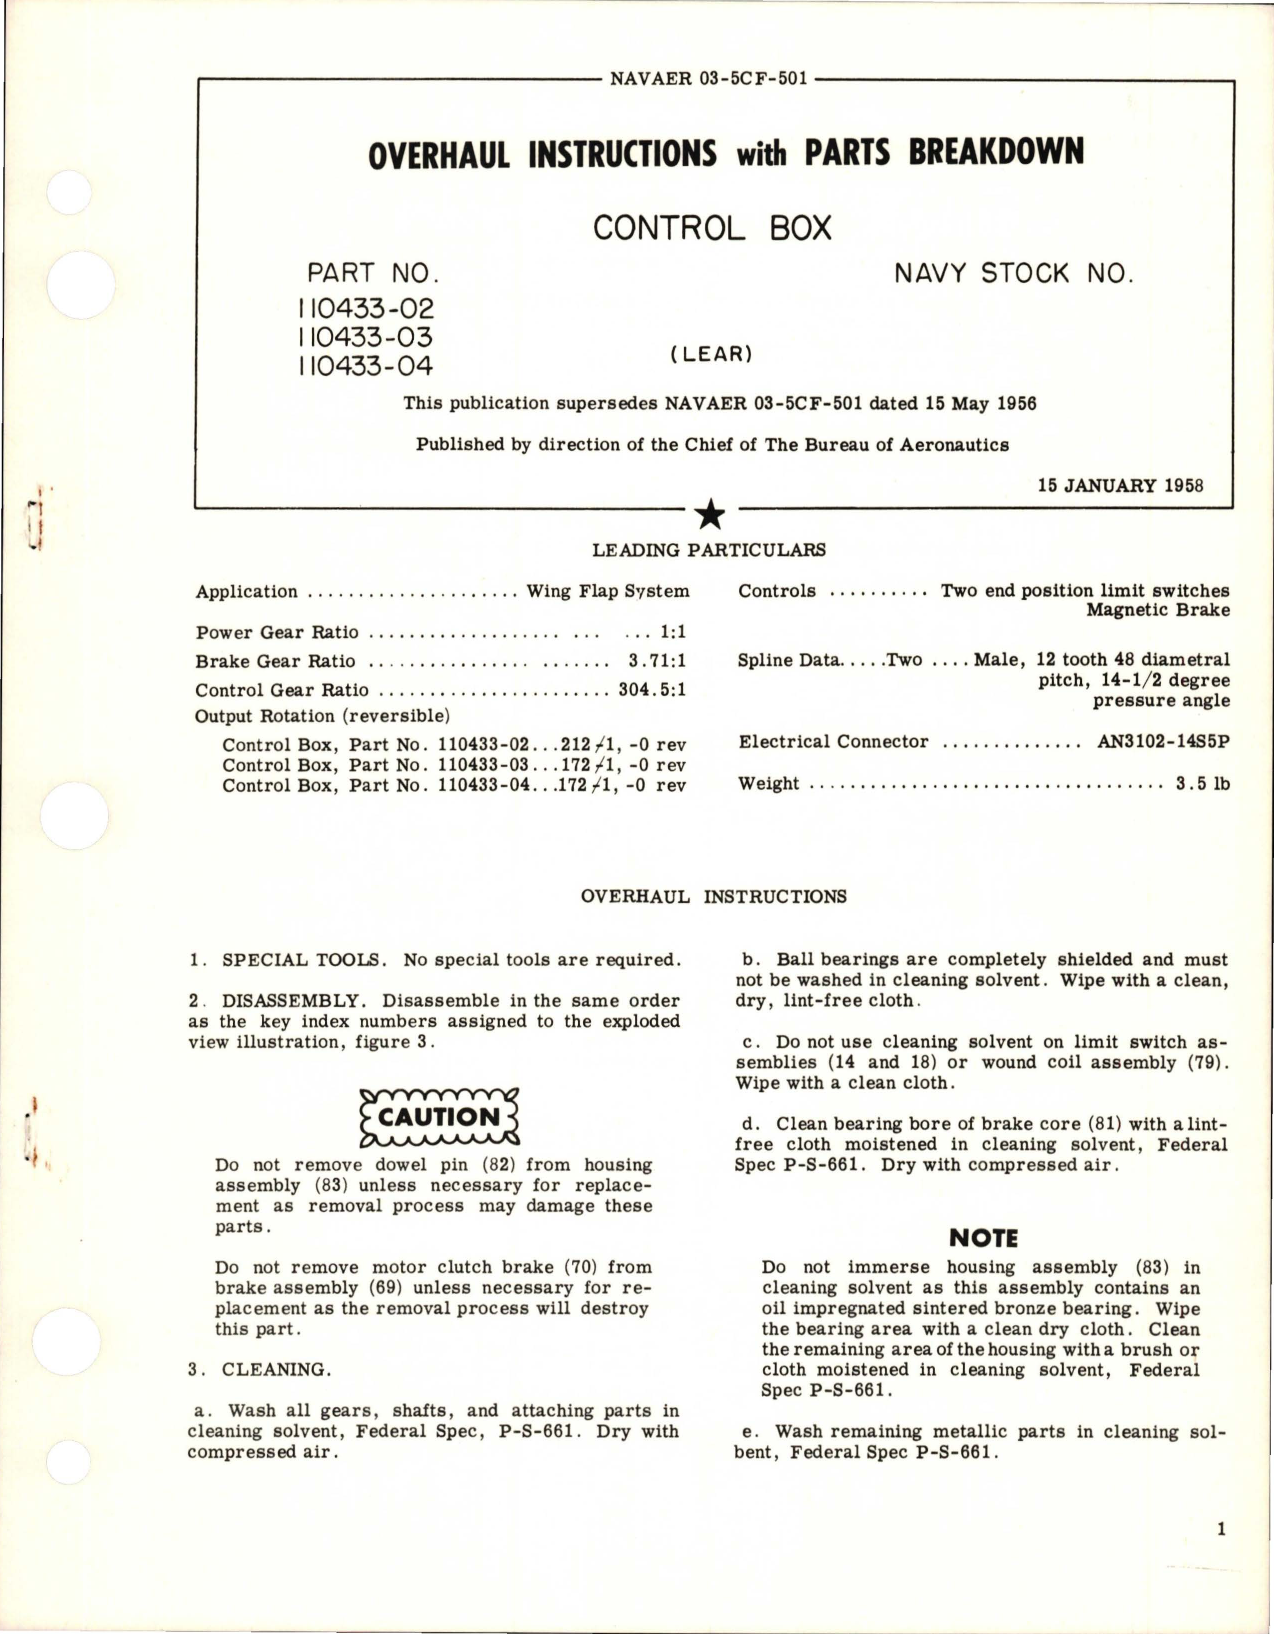 NAVAER 03-5CF-501
OVERHAUL INSTRUCTIONS with PARTS BREAKDOWN
CONTROL BOX
PART NO.
NAVY STOCK NO.
110433-02
110433-03
110433-04
(LEAR)
This publication supersedes NAVAER 03-5CF-501 dated 15 May 1956
Published by direction of the Chief of The Bureau of Aeronautics
15 JANUARY 1958
LEADING PARTICULARS
Application ..................... Wing Flap System
Power Gear Ratio ................... ... ... 1:1
Brake Gear Ratio ................ ....... 3.71:1
Control Gear Ratio ....................... 304.5:1
Output Rotation (reversible)
Control Box, Part No. 110433-02...212 /1, -0 rev
Control Box, Part No. 110433-03...172 /1, -0 rev
Control Box, Part No. 110433-04...172 /1, -0 rev
Controls .......... Two end position limit switches
Magnetic Brake
Spline Data.....Two .... Male, 12 tooth 48 diametral
pitch, 14-1/2 degree
pressure angle
Electrical Connector .............. AN3102-14S5P
Weight ................................... 3.5 lb
OVERHAUL INSTRUCTIONS
1. SPECIAL TOOLS. No special tools are required.
2. DISASSEMBLY. Disassemble in the same order
as the key index numbers assigned to the exploded
view illustration, figure 3.
CAUTION
Do not remove dowel pin (82) from housing
assembly (83) unless necessary for replace-
ment as removal process may damage these
parts.
Do not remove motor clutch brake (70) from
brake assembly (69) unless necessary for re-
placement as the removal process will destroy
this part.
3. CLEANING.
a. Wash all gears, shafts, and attaching parts in
cleaning solvent, Federal Spec, P-S-661. Dry with
compressed air.
b. Ball bearings are completely shielded and must
not be washed in cleaning solvent. Wipe with a clean,
dry, lint-free cloth.
c. Do not use cleaning solvent on limit switch as-
semblies (14 and 18) or wound coil assembly (79).
Wipe with a clean cloth.
d. Clean bearing bore of brake core (81) with a lint-
free cloth moistened in cleaning solvent, Federal
Spec P-S-661. Dry with compressed air.
NOTE
Do not immerse housing assembly (83) in
cleaning solvent as this assembly contains an
oil impregnated sintered bronze bearing. Wipe
the bearing area with a clean dry cloth. Clean
the remaining area of the housing with a brush or
cloth moistened in cleaning solvent, Federal
Spec P-S-661.
e. Wash remaining metallic parts in cleaning sol-
bent, Federal Spec P-S-661.
1